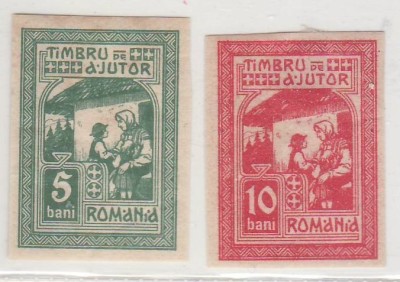 TIMBRU DE
AJUTOR
5
bani
ROMANIA
TIMBRU DE
AJUTOR
10
bani
ROMANIA